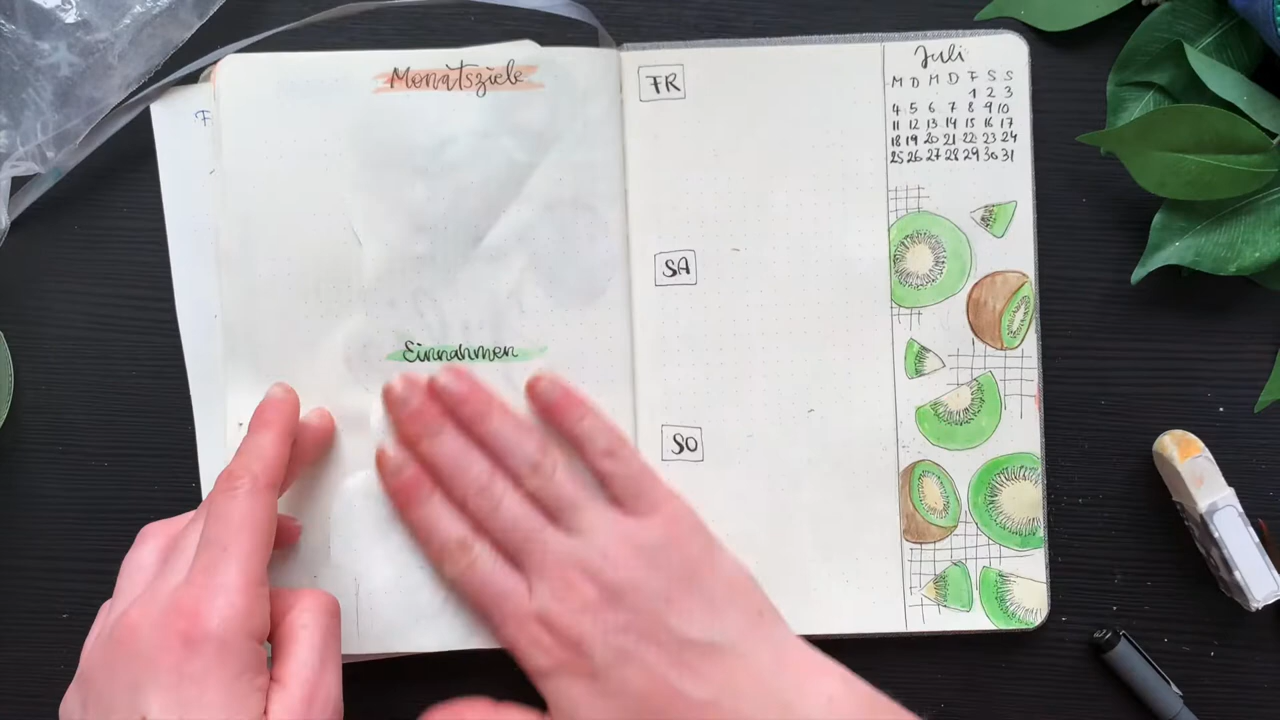 F
Monatsziele
Einnahmen
FR
SA
SO
Juli
M D M D F S S
1 2 3
4 5 6 7 8 9 10
11 12 13 14 15 16 17
18 19 20 21 22 23 24
25 26 27 28 29 30 31